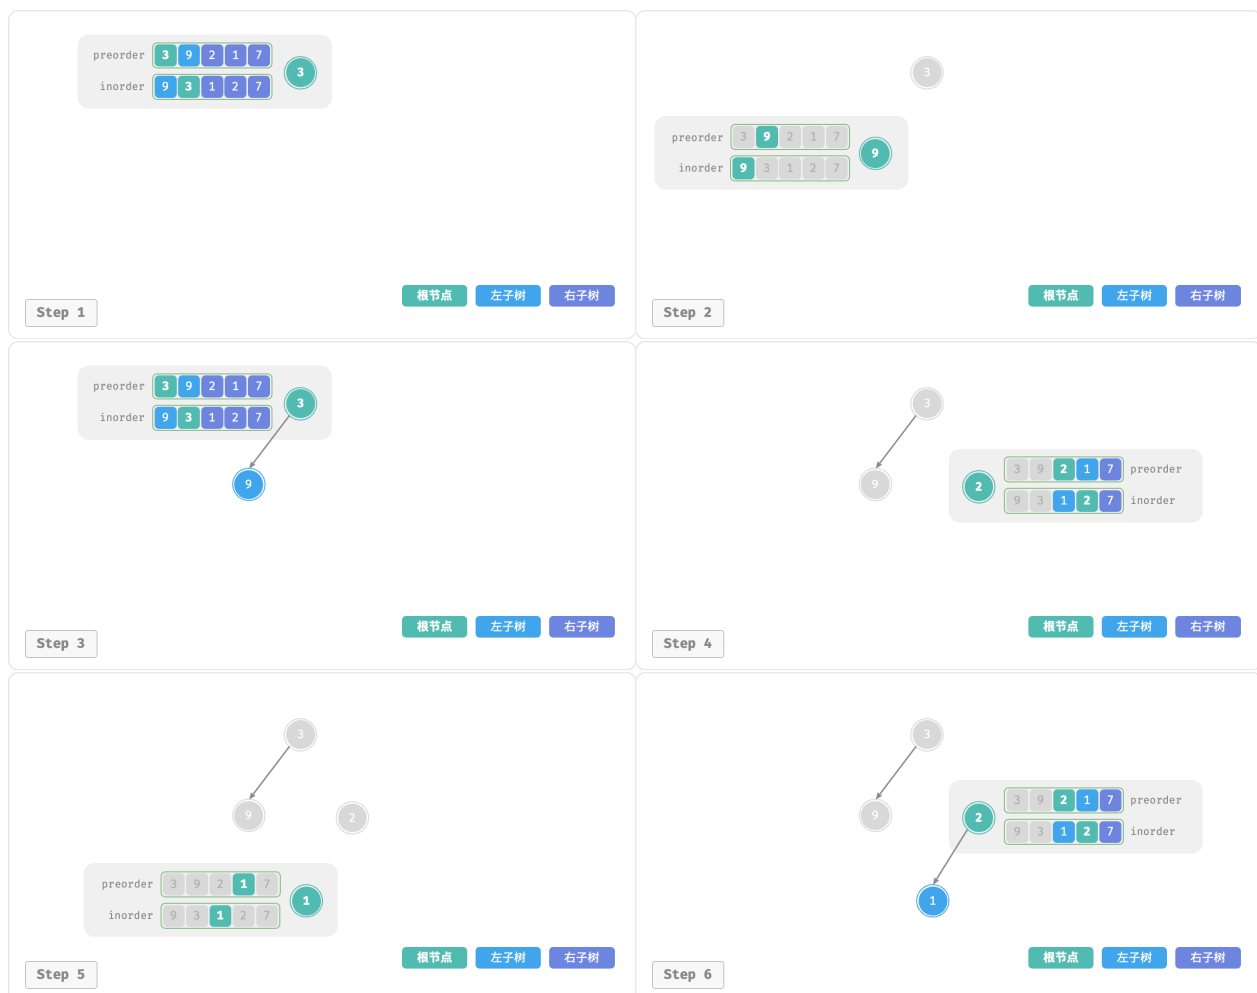 preorder 3 9 2 1 7
3
inorder 9 3 1 2 7
根节点 左子树 右子树
Step 1
3
preorder 3 9 2 1 7
9
inorder 9 3 1 2 7
根节点 左子树 右子树
Step 2
preorder 3 9 2 1 7
3
inorder 9 3 1 2 7
9
根节点 左子树 右子树
Step 3
3
3 9 2 1 7 preorder
9 2
9 3 1 2 7 inorder
根节点 左子树 右子树
Step 4
3
9 2
preorder 3 9 2 1 7
1
inorder 9 3 1 2 7
根节点 左子树 右子树
Step 5
3
3 9 2 1 7 preorder
9 2
9 3 1 2 7 inorder
1
根节点 左子树 右子树
Step 6